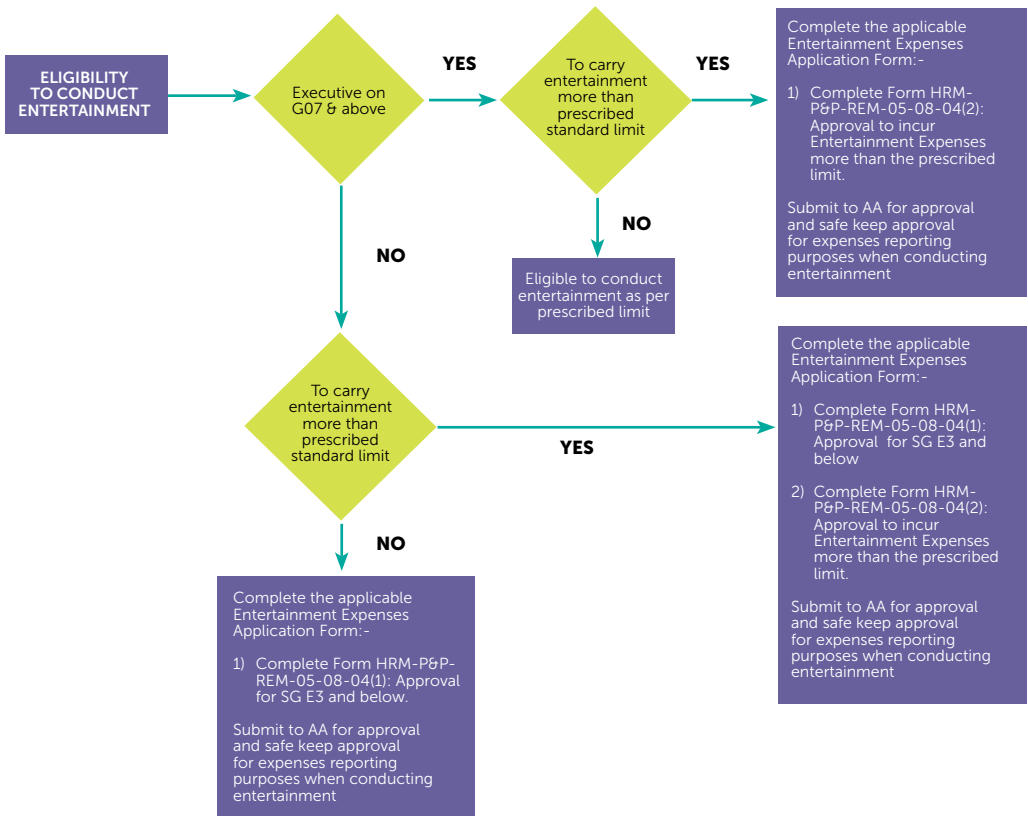 ELIGIBILITY
TO CONDUCT
ENTERTAINMENT
Executive on
G07 & above
YES
To carry
entertainment
more than
prescribed
standard limit
YES
Complete the applicable
Entertainment Expenses
Application Form:-
1) Complete Form HRM-
P&P-REM-05-08-04(2):
Approval to incur
Entertainment Expenses
more than the prescribed
limit.
Submit to AA for approval
and safe keep approval
for expenses reporting
purposes when conducting
entertainment
NO
Eligible to conduct
entertainment as per
prescribed limit
NO
To carry
entertainment
more than
prescribed
standard limit
YES
Complete the applicable
Entertainment Expenses
Application Form:-
1) Complete Form HRM-
P&P-REM-05-08-04(1):
Approval for SG E3 and
below
2) Complete Form HRM-
P&P-REM-05-08-04(2):
Approval to incur
Entertainment Expenses
more than the prescribed
limit.
Submit to AA for approval
and safe keep approval
for expenses reporting
purposes when conducting
entertainment
NO
Complete the applicable
Entertainment Expenses
Application Form:-
1) Complete Form HRM-P&P-
REM-05-08-04(1): Approval
for SG E3 and below.
Submit to AA for approval
and safe keep approval
for expenses reporting
purposes when conducting
entertainment